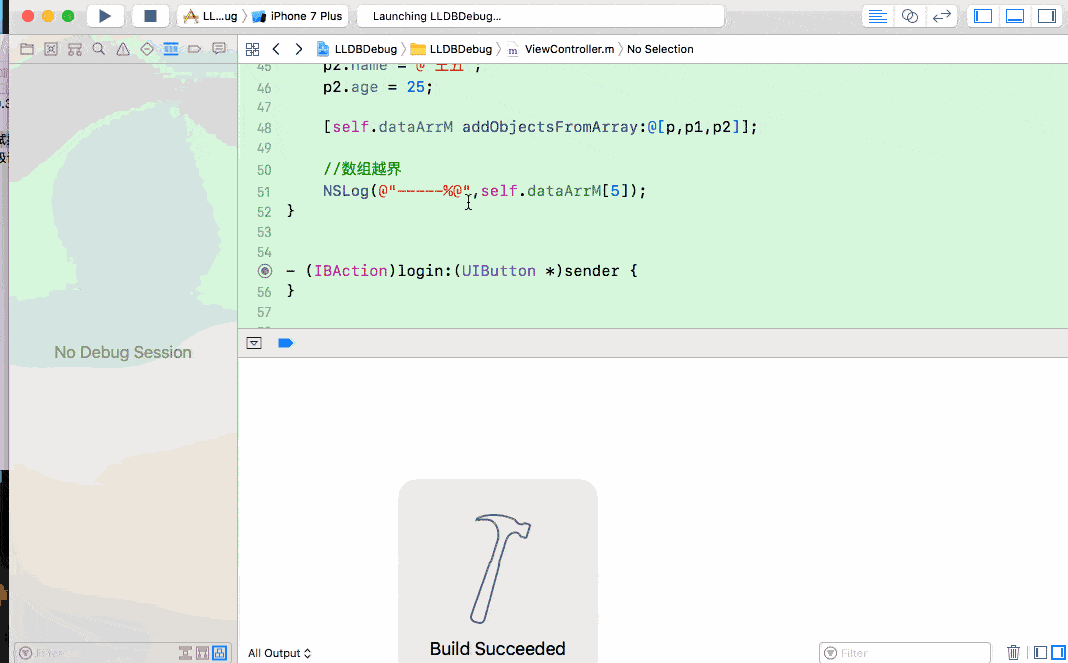 LL...ug 〉 iPhone 7 Plus
Launching LLDBDebug...
LLDBDebug 〉 LLDBDebug 〉 m ViewController.m 〉 No Selection
45 p2.name = @"王五";
46 p2.age = 25;
47
48 [self.dataArrM addObjectsFromArray:@[p,p1,p2]];
49
50 //数组越界
51 NSLog(@"-----%@",self.dataArrM[5]);
52 }
53
54
- (IBAction)login:(UIButton *)sender {
56 }
57
No Debug Session
Build Succeeded
All Output
Filter